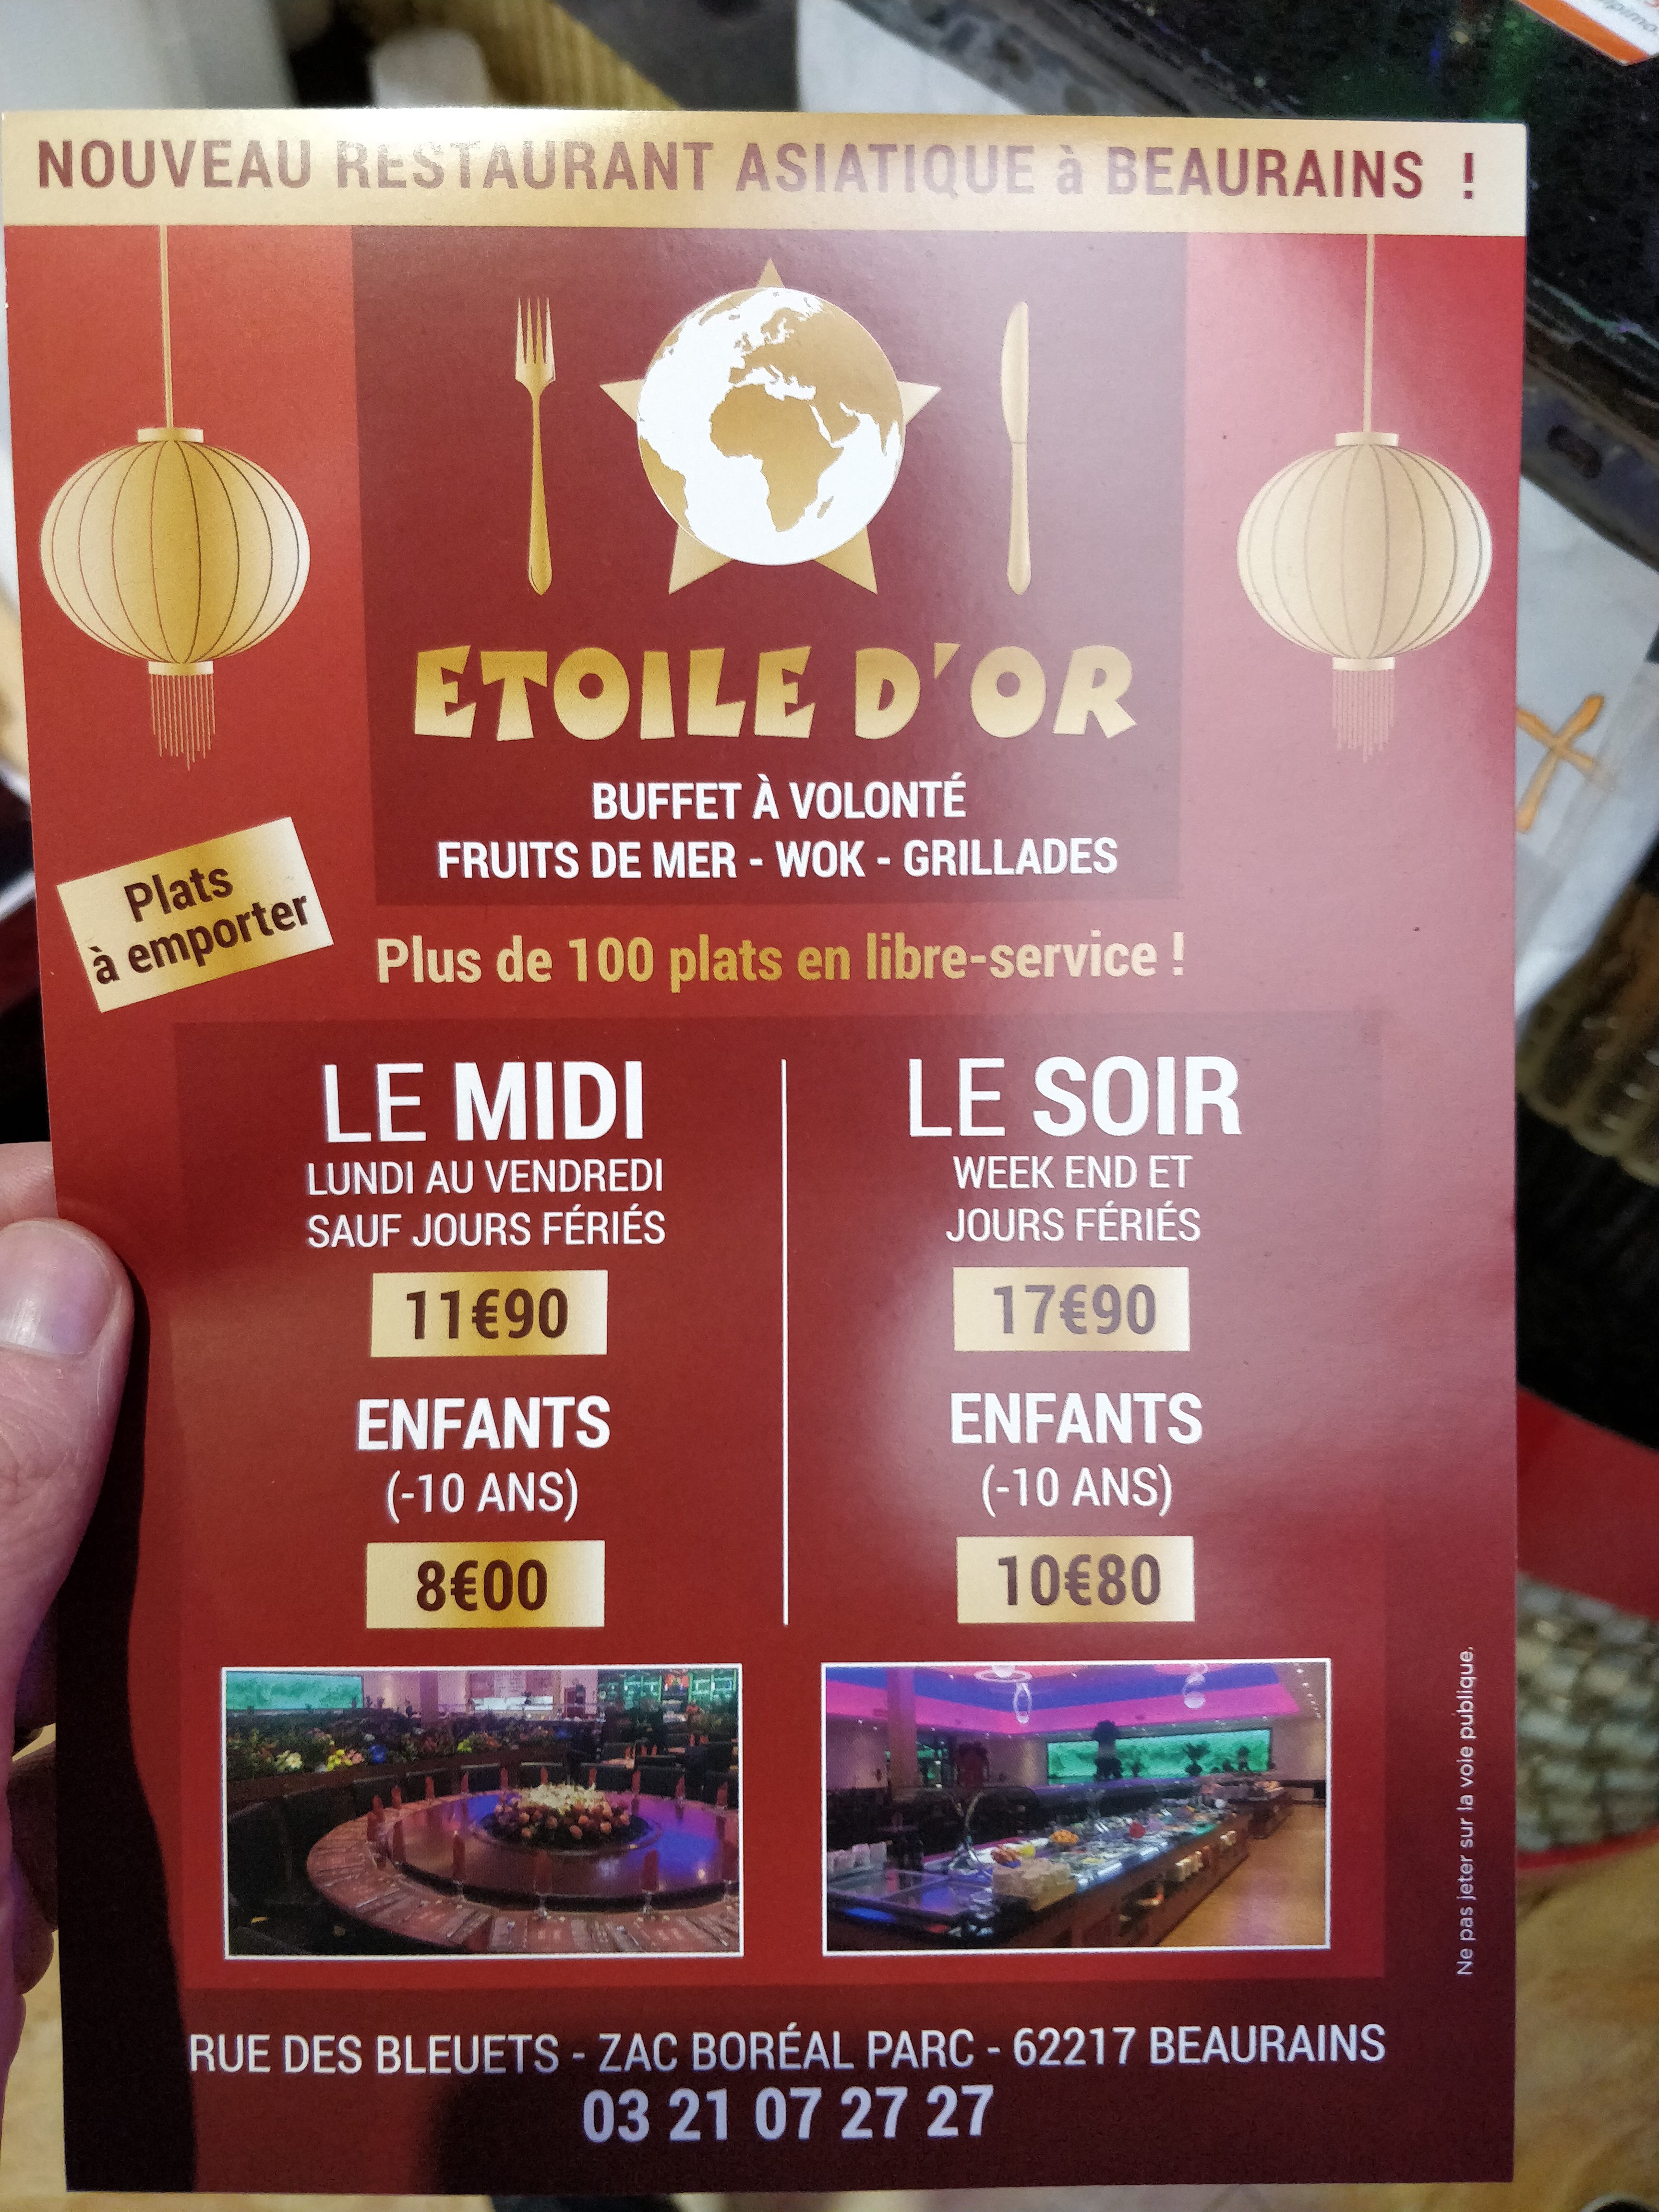 NOUVEAU RESTAURANT ASIATIQUE à BEAURAINS !
ETOILE D'OR
BUFFET À VOLONTÉ
FRUITS DE MER - WOK - GRILLADES
Plats
à emporter
Plus de 100 plats en libre-service !
LE MIDI
LUNDI AU VENDREDI
SAUF JOURS FÉRIÉS
11€90
ENFANTS
(-10 ANS)
8€00
LE SOIR
WEEK END ET
JOURS FÉRIÉS
17€90
ENFANTS
(-10 ANS)
10€80
Ne pas jeter sur la voie publique.
RUE DES BLEUETS - ZAC BORÉAL PARC - 62217 BEAURAINS
03 21 07 27 27